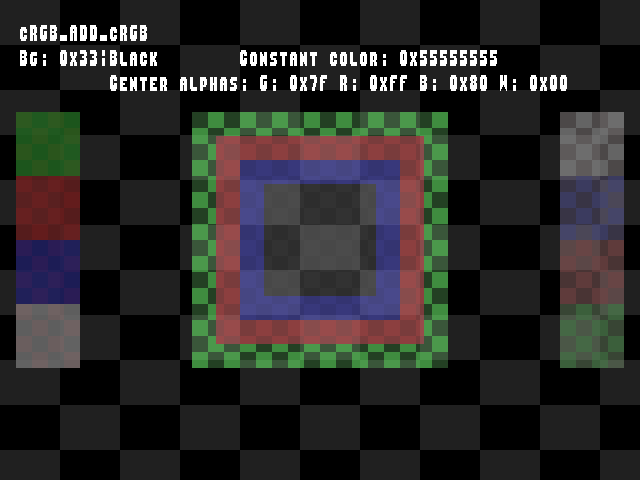 cRGB_ADD_cRGB
Bg: 0x33¦Black Constant color: 0x55555555
Center alphas: G: 0x7f R: 0xff B: 0x80 W: 0x00